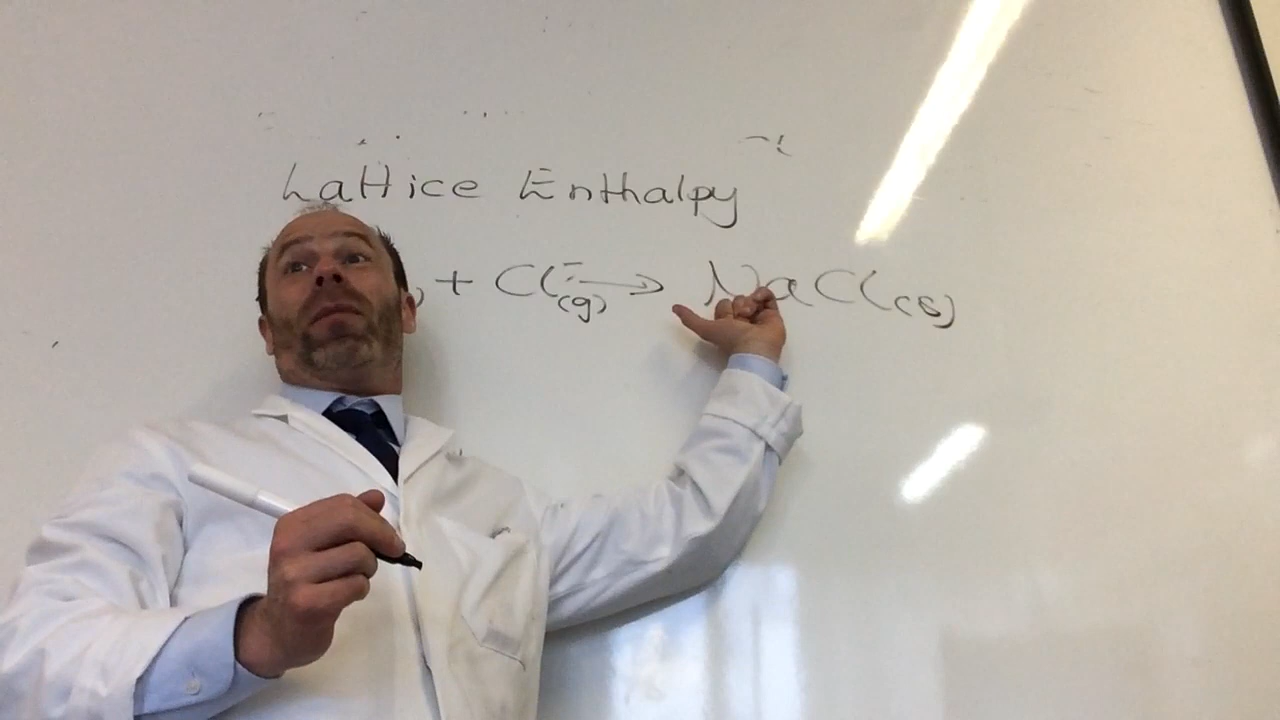 Lattice Enthalpy
) + Cl⁻(g) → NaCl(s)